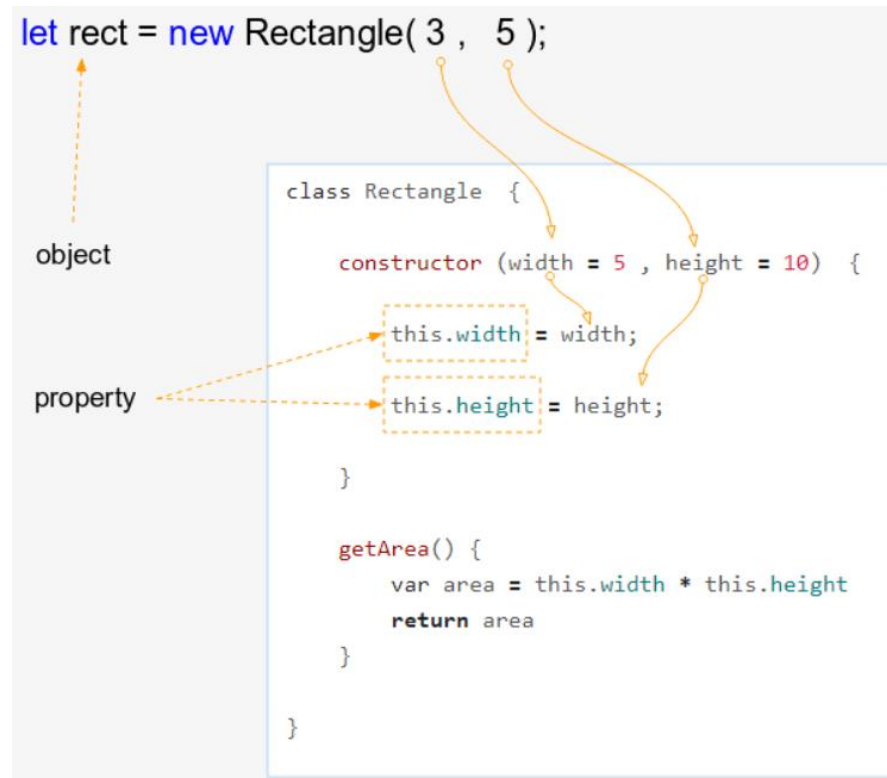 let rect = new Rectangle( 3 ,  5 );
class Rectangle  {
object
constructor (width = 5 , height = 10)  {
this.width = width;
property
this.height = height;
}
getArea() {
var area = this.width * this.height
return area
}
}